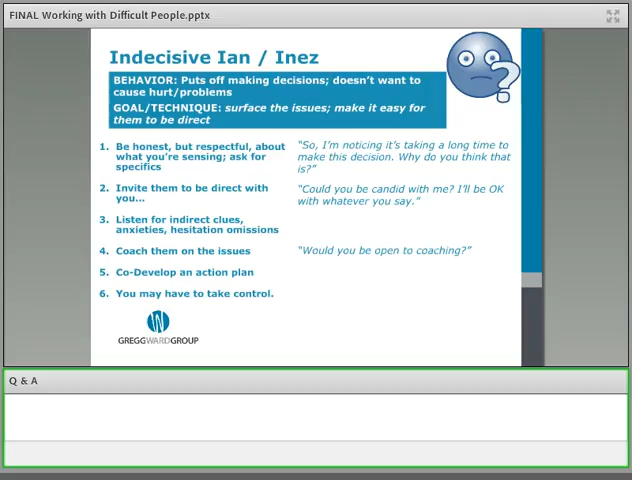 FINAL Working with Difficult People.pptx
Indecisive Ian / Inez
BEHAVIOR: Puts off making decisions; doesn't want to
cause hurt/problems
GOAL/TECHNIQUE: surface the issues; make it easy for
them to be direct
1. Be honest, but respectful, about
what you're sensing; ask for
specifics
"So, I'm noticing it's taking a long time to
make this decision. Why do you think that
is?"
2. Invite them to be direct with
you...
"Could you be candid with me? I'll be OK
with whatever you say."
3. Listen for indirect clues,
anxieties, hesitation omissions
4. Coach them on the issues
"Would you be open to coaching?"
5. Co-Develop an action plan
6. You may have to take control.
GREGGWARDGROUP
Q & A